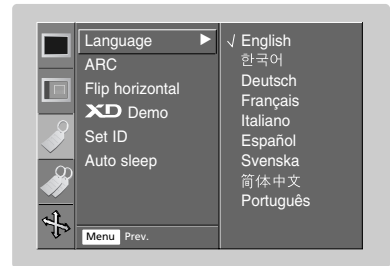 Language ▶
ARC
Flip horizontal
XD Demo
Set ID
Auto sleep
Menu Prev.
√ English
한국어
Deutsch
Français
Italiano
Español
Svenska
简体中文
Português